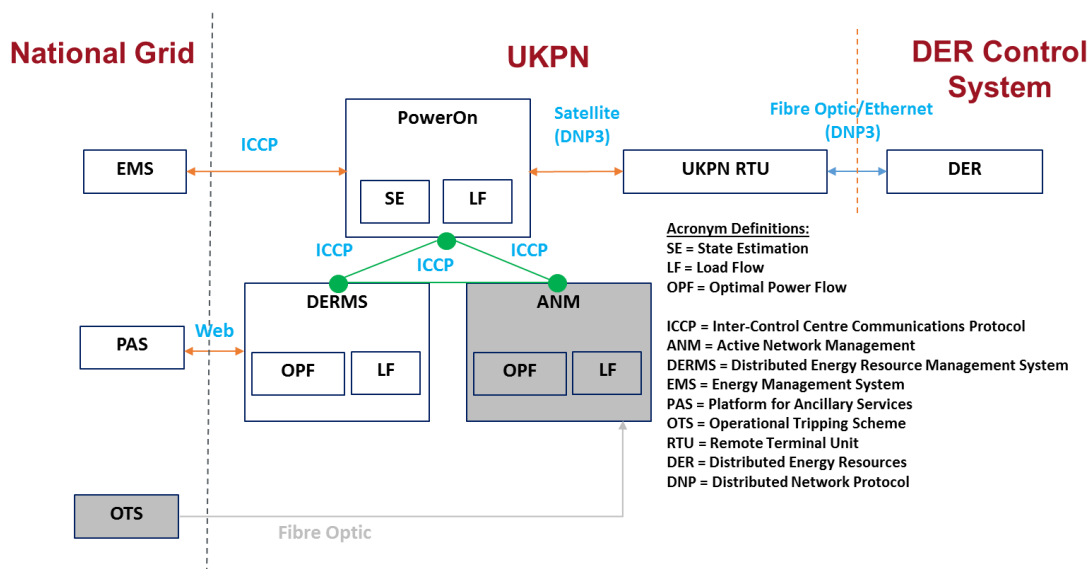 National Grid
UKPN
DER Control
System
PowerOn
Satellite
(DNP3)
Fibre Optic/Ethernet
(DNP3)
ICCP
EMS
UKPN RTU
DER
SE
LF
ICCP
ICCP
ICCP
Acronym Definitions:
SE = State Estimation
LF = Load Flow
OPF = Optimal Power Flow
DERMS
ANM
Web
PAS
OPF
LF
OPF
LF
ICCP = Inter-Control Centre Communications Protocol
ANM = Active Network Management
DERMS = Distributed Energy Resource Management System
EMS = Energy Management System
PAS = Platform for Ancillary Services
OTS = Operational Tripping Scheme
RTU = Remote Terminal Unit
DER = Distributed Energy Resources
DNP = Distributed Network Protocol
OTS
Fibre Optic